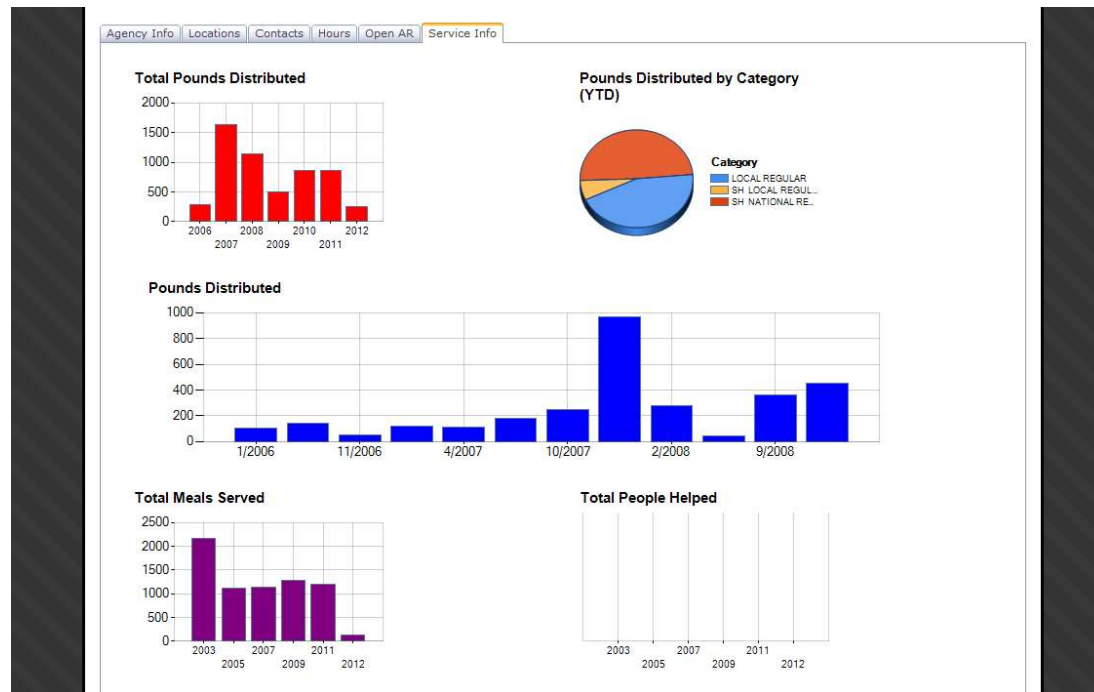 Agency Info Locations Contacts Hours Open AR Service Info
Total Pounds Distributed
2000
1500
1000
500
0
2006 2008 2010 2012
2007 2009 2011
Pounds Distributed by Category
(YTD)
Category
LOCAL REGULAR
SH LOCAL REGUL...
SH NATIONAL RE...
Pounds Distributed
1000
800
600
400
200
0
1/2006 11/2006 4/2007 10/2007 2/2008 9/2008
Total Meals Served
2500
2000
1500
1000
500
0
2003 2007 2011
2005 2009 2012
Total People Helped
2003 2007 2011
2005 2009 2012